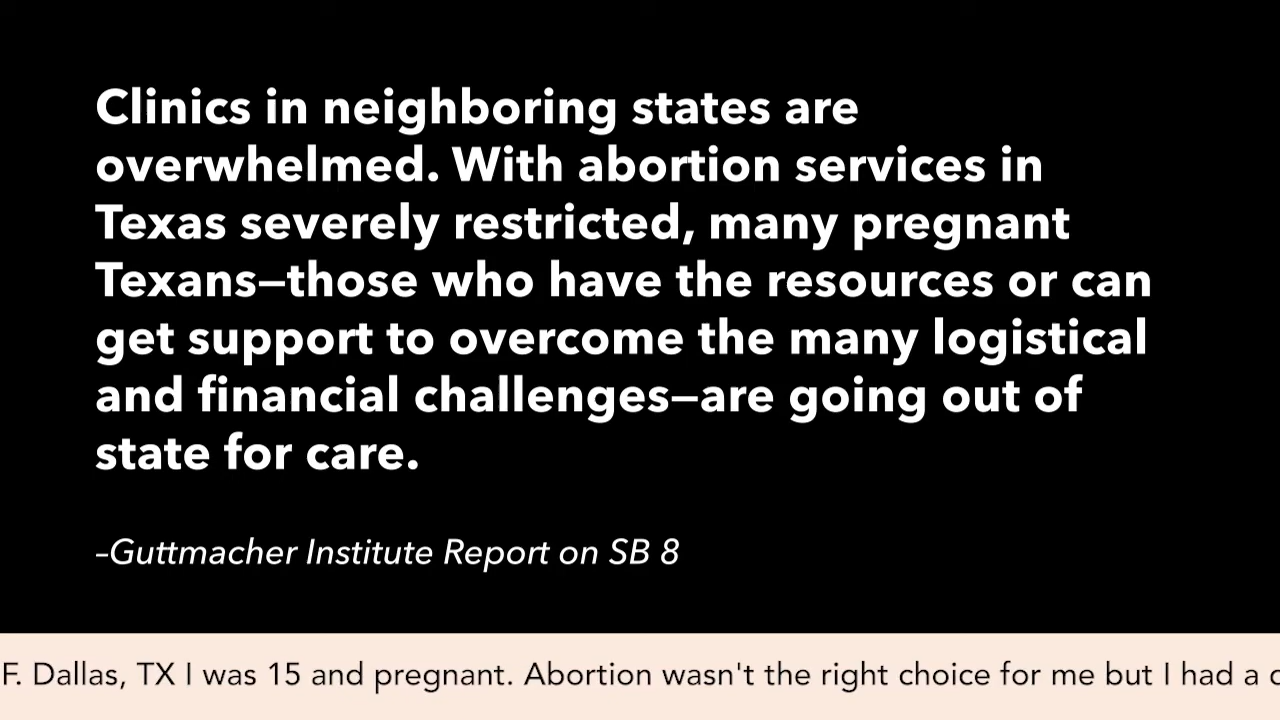 Clinics in neighboring states are
overwhelmed. With abortion services in
Texas severely restricted, many pregnant
Texans—those who have the resources or can
get support to overcome the many logistical
and financial challenges—are going out of
state for care.
–Guttmacher Institute Report on SB 8
F. Dallas, TX I was 15 and pregnant. Abortion wasn't the right choice for me but I had a